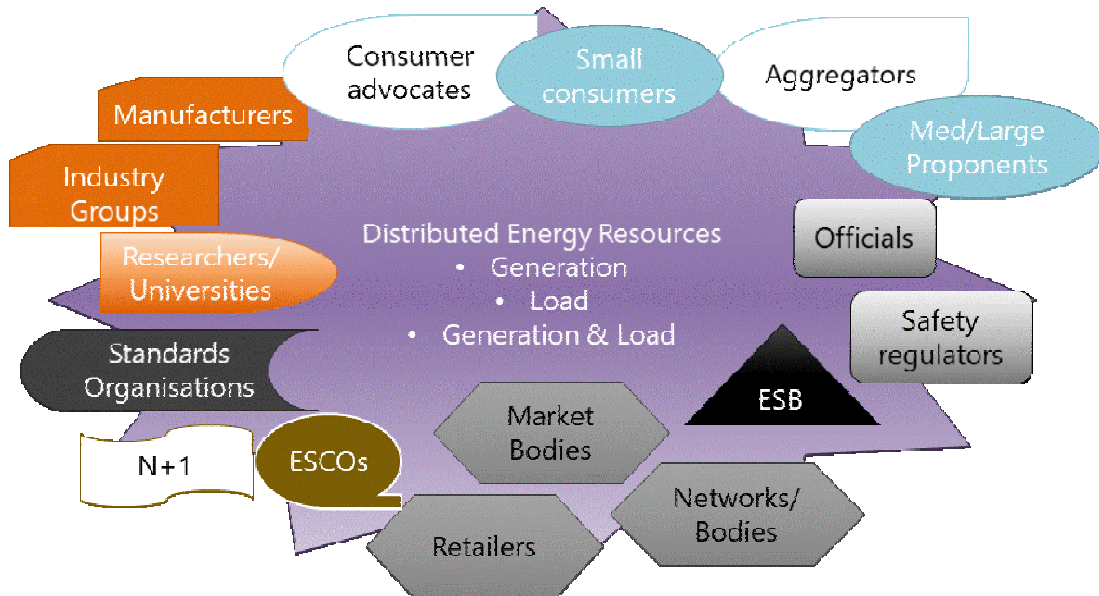 Consumer
advocates
Small
consumers
Aggregators
Manufacturers
Med/Large
Proponents
Industry
Groups
Officials
Distributed Energy Resources
• Generation
• Load
• Generation & Load
Researchers/
Universities
Safety
regulators
Standards
Organisations
ESB
Market
Bodies
N+1
ESCOs
Networks/
Bodies
Retailers